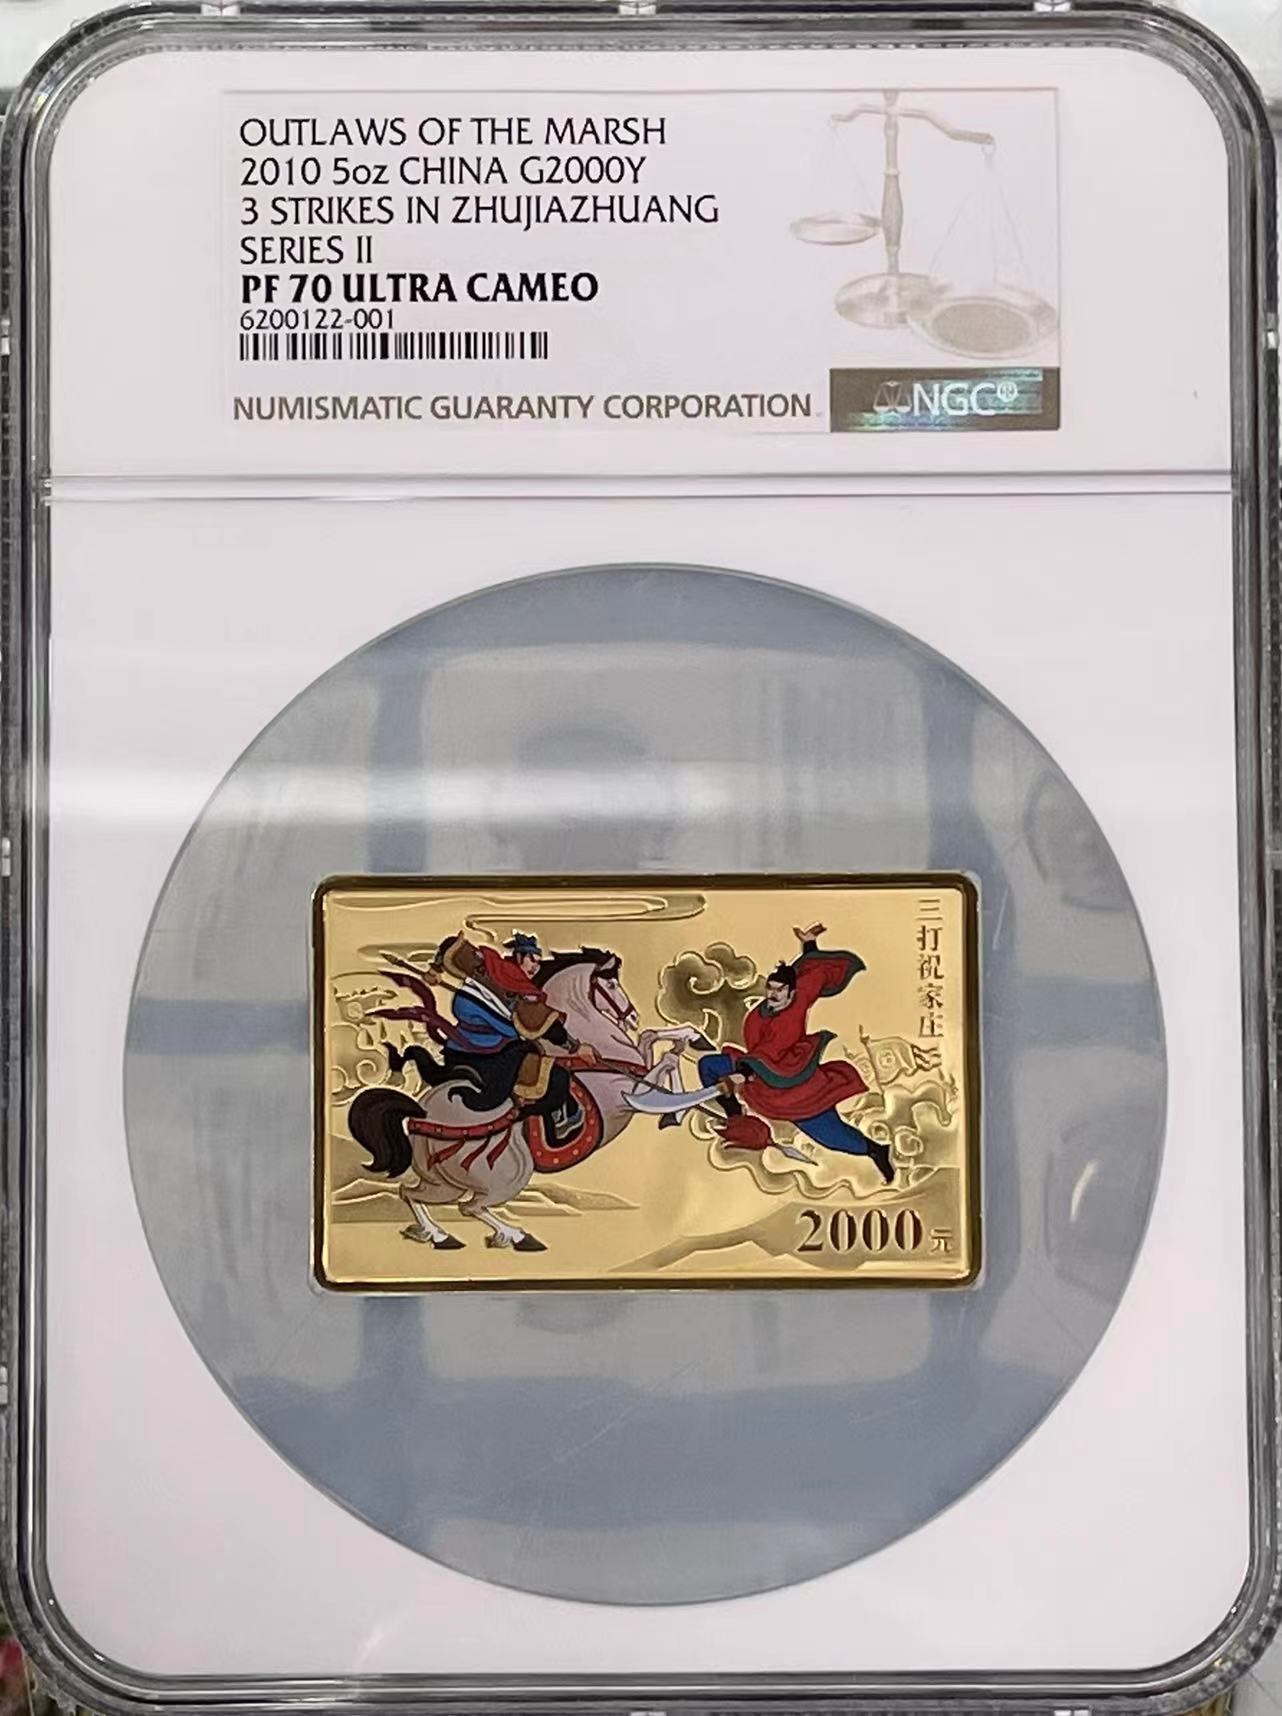 OUTLAWS OF THE MARSH
2010 5oz CHINA G2000Y
3 STRIKES IN ZHUJIAZHUANG
SERIES II
PF 70 ULTRA CAMEO
6200122-001
NUMISMATIC GUARANTY CORPORATION
NGC®
三打祝家庄
2000元